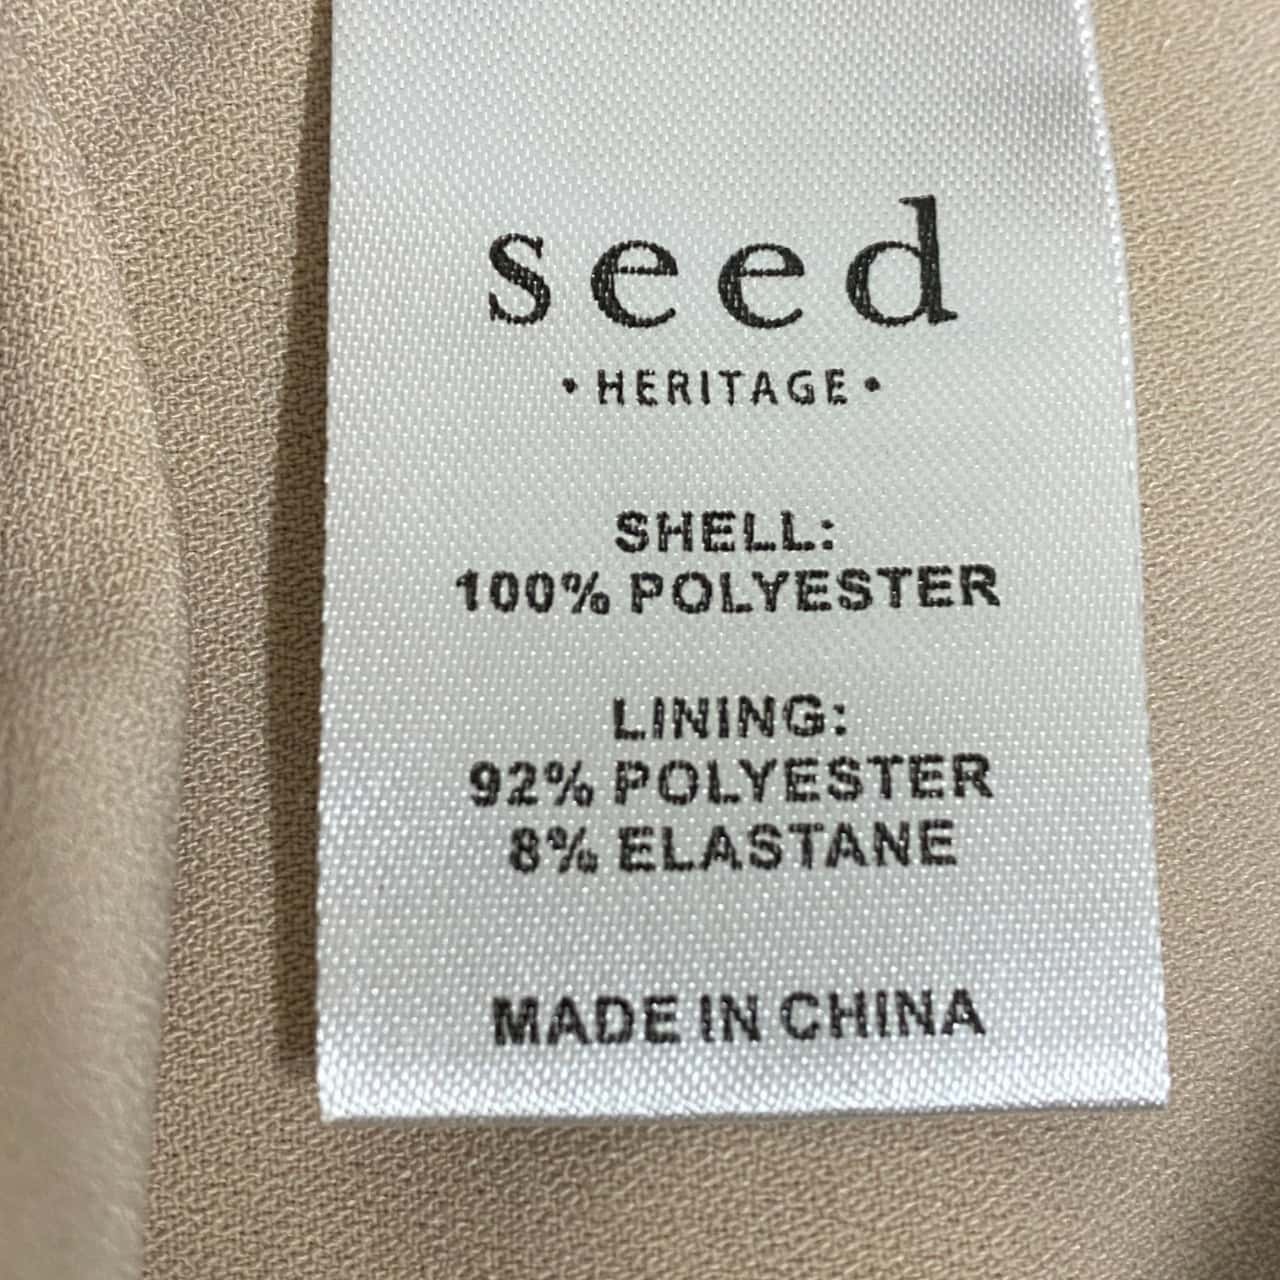 seed
• HERITAGE •
SHELL:
100% POLYESTER
LINING:
92% POLYESTER
8% ELASTANE
MADE IN CHINA